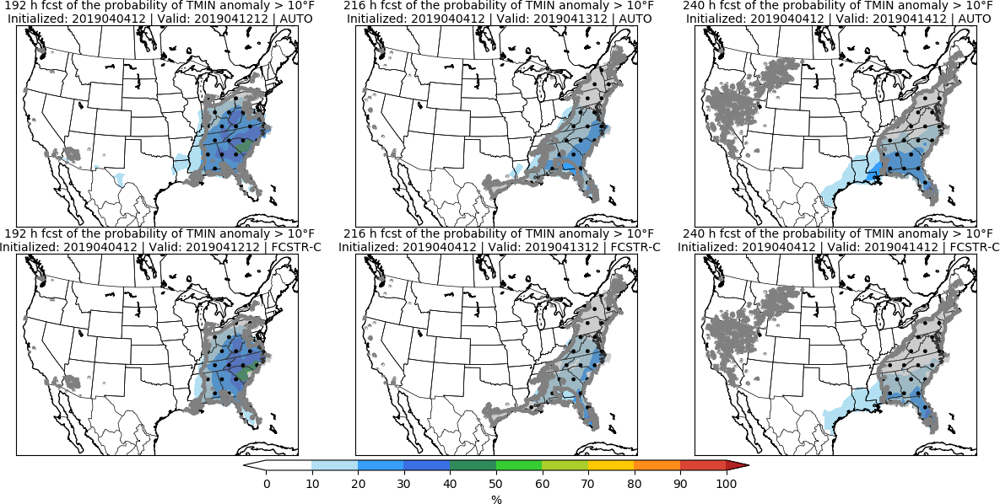 192 h fcst of the probability of TMIN anomaly > 10°F
Initialized: 2019040412 | Valid: 2019041212 | AUTO
216 h fcst of the probability of TMIN anomaly > 10°F
Initialized: 2019040412 | Valid: 2019041312 | AUTO
240 h fcst of the probability of TMIN anomaly > 10°F
Initialized: 2019040412 | Valid: 2019041412 | AUTO
192 h fcst of the probability of TMIN anomaly > 10°F
Initialized: 2019040412 | Valid: 2019041212 | FCSTR-C
216 h fcst of the probability of TMIN anomaly > 10°F
Initialized: 2019040412 | Valid: 2019041312 | FCSTR-C
240 h fcst of the probability of TMIN anomaly > 10°F
Initialized: 2019040412 | Valid: 2019041412 | FCSTR-C
0 10 20 30 40 50 60 70 80 90 100
%